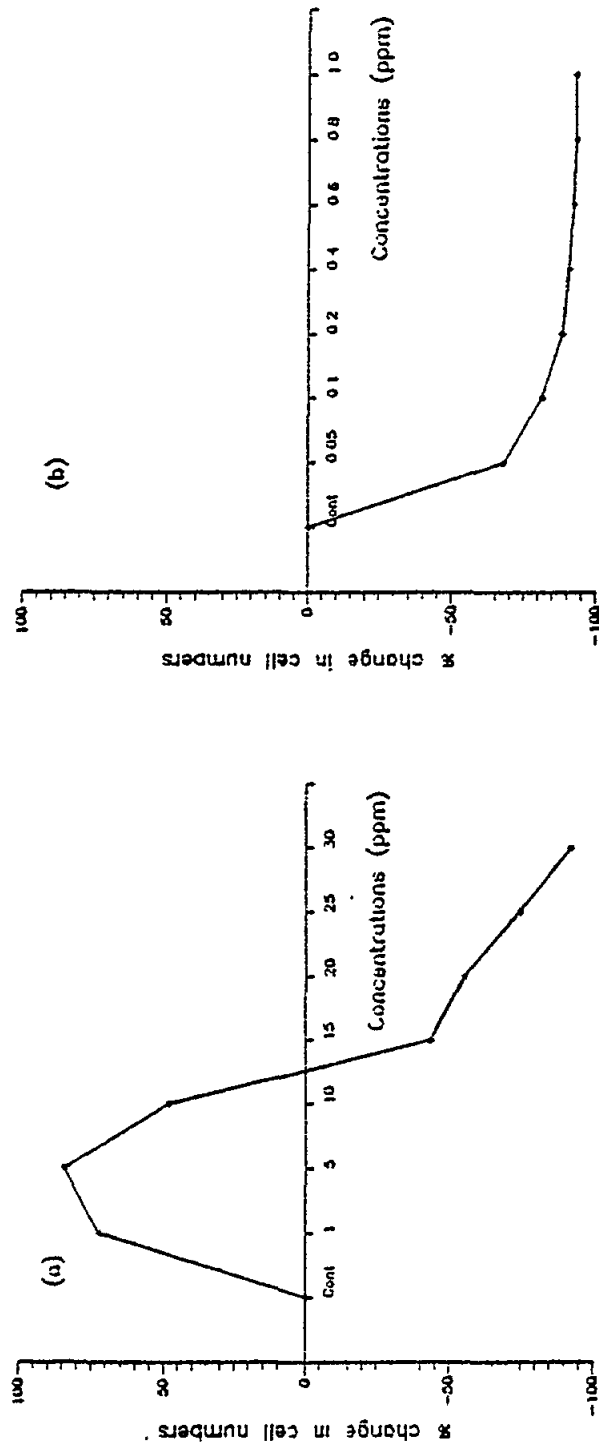 (a)
100
50
0
-50
-100
% change in cell numbers
Cont 1 5 10 15 20 25 30
Concentrations (ppm)
(b)
100
50
0
-50
-100
% change in cell numbers
Cont 0.05 0.1 0.2 0.4 0.6 0.8 1.0
Concentrations (ppm)